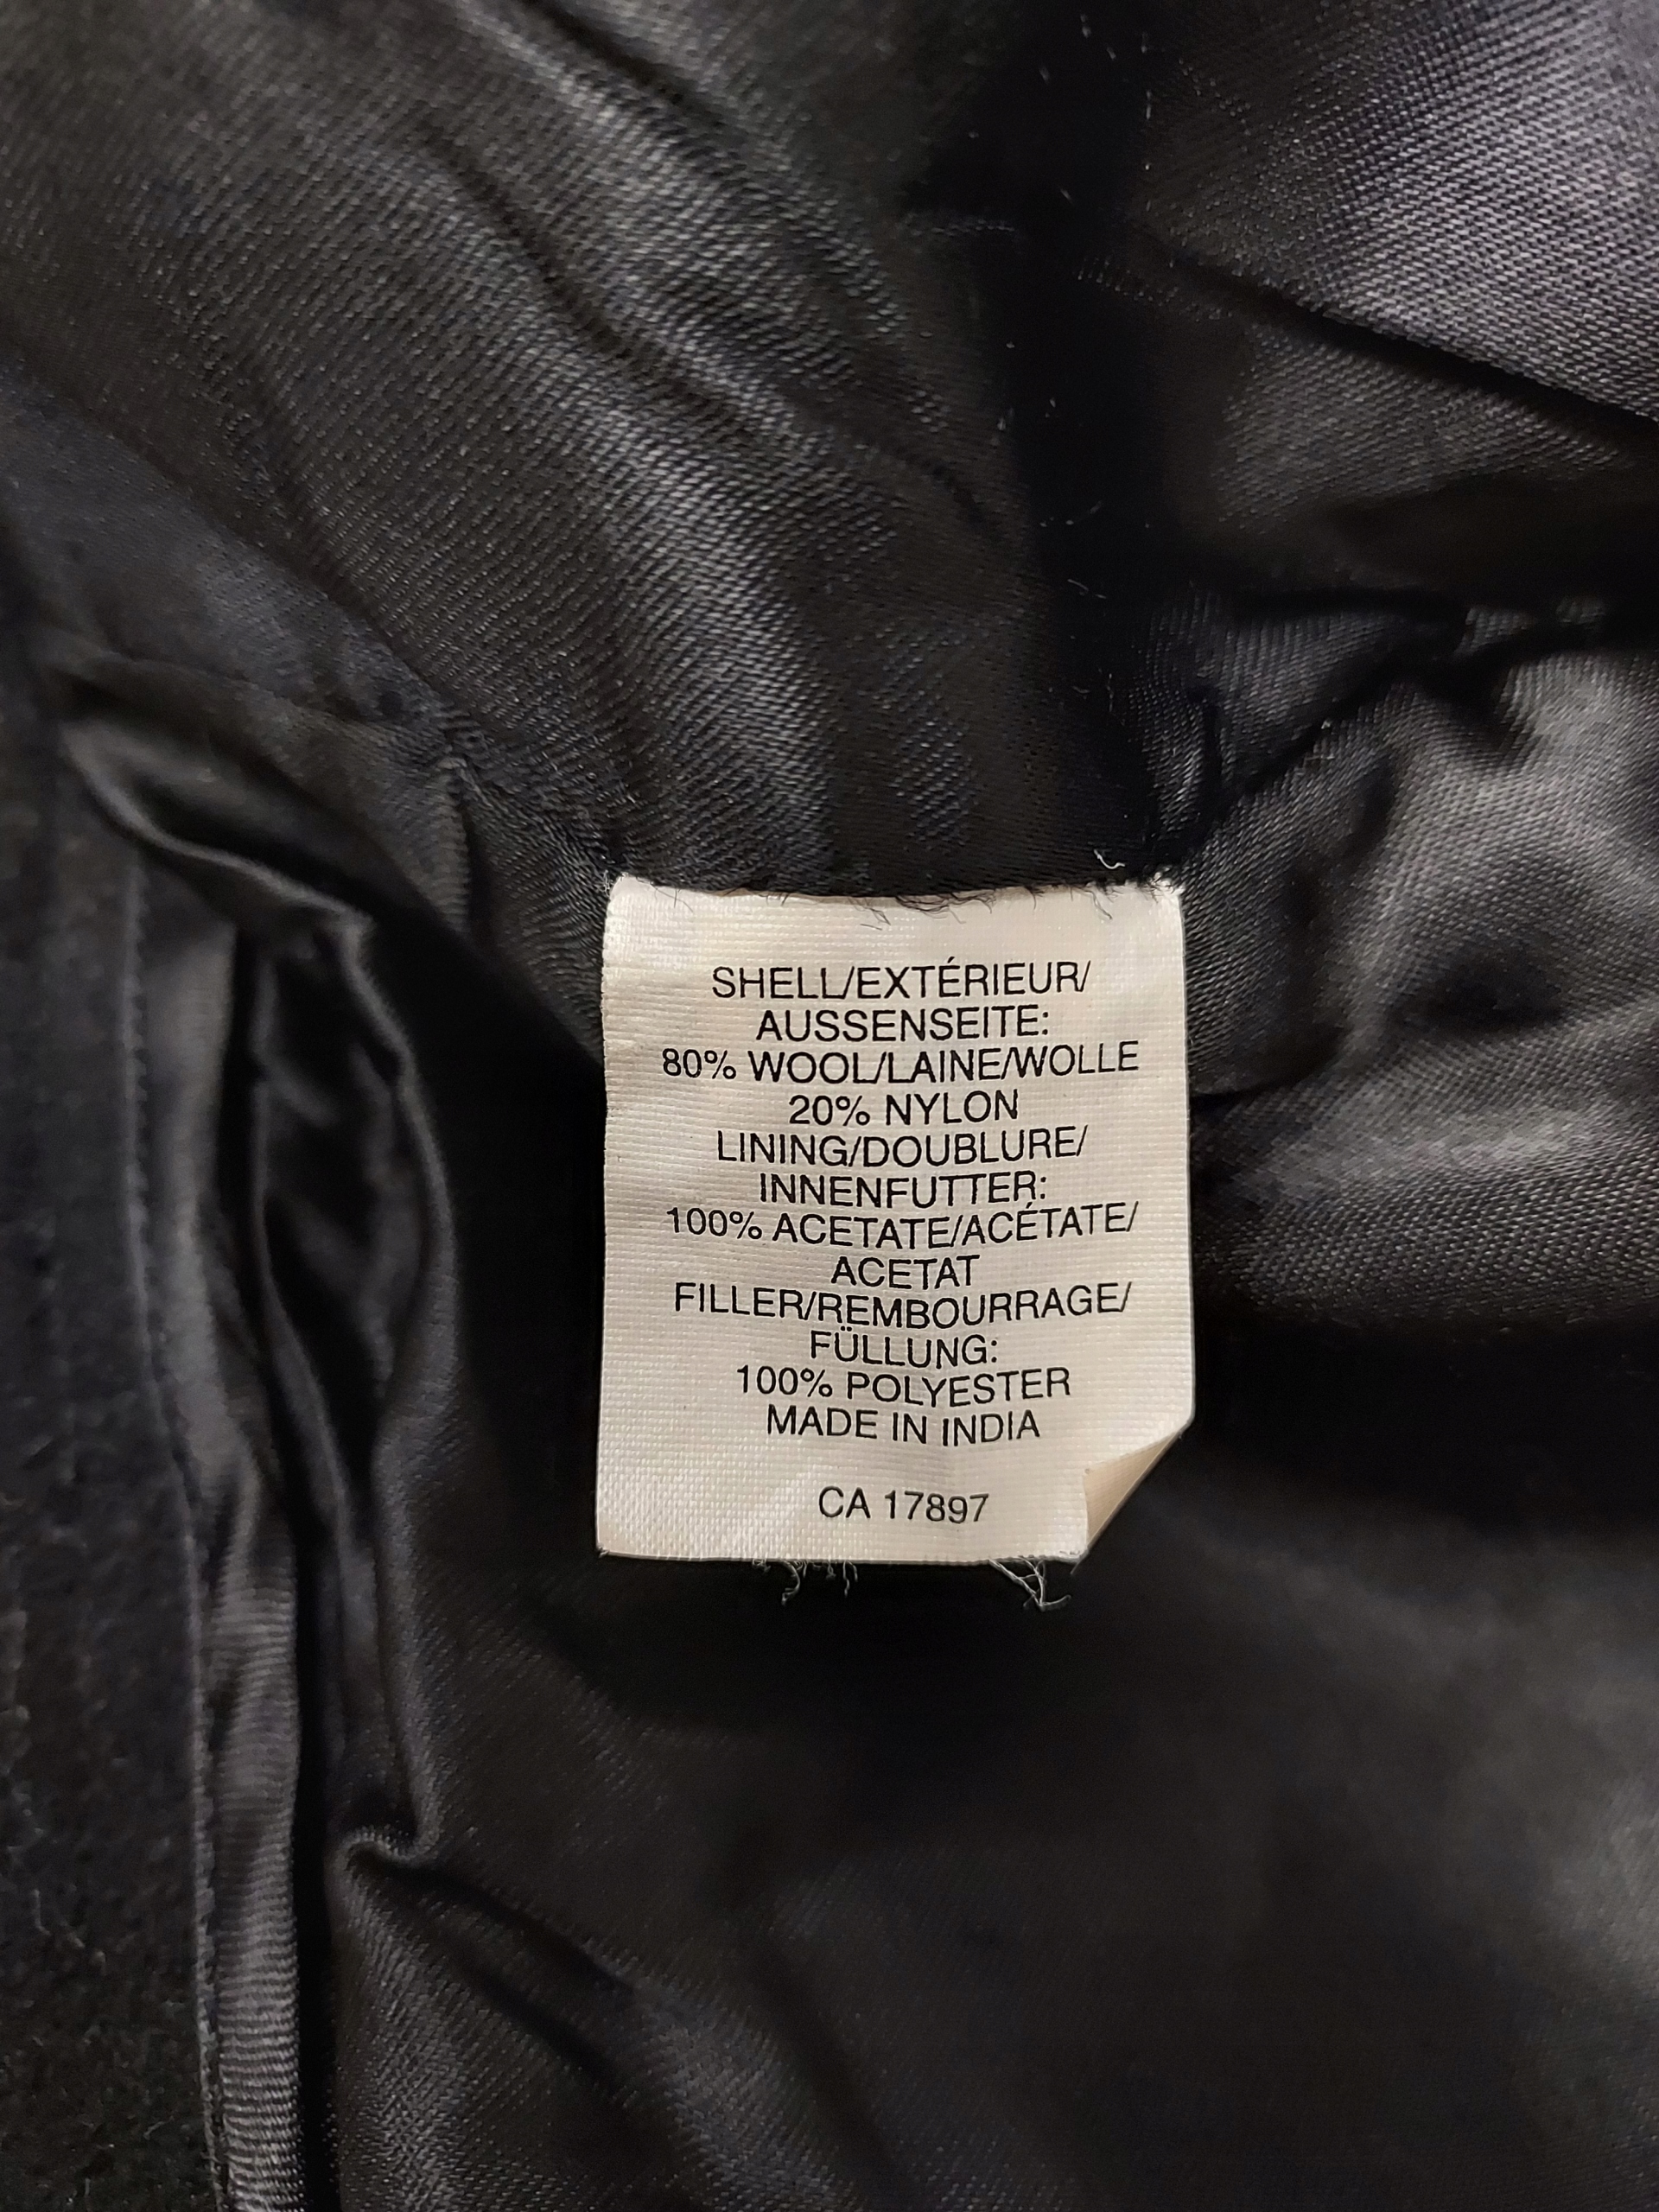 SHELL/EXTÉRIEUR/
AUSSENSEITE:
80% WOOL/LAINE/WOLLE
20% NYLON
LINING/DOUBLURE/
INNENFUTTER:
100% ACETATE/ACÉTATE/
ACETAT
FILLER/REMBOURRAGE/
FÜLLUNG:
100% POLYESTER
MADE IN INDIA
CA 17897